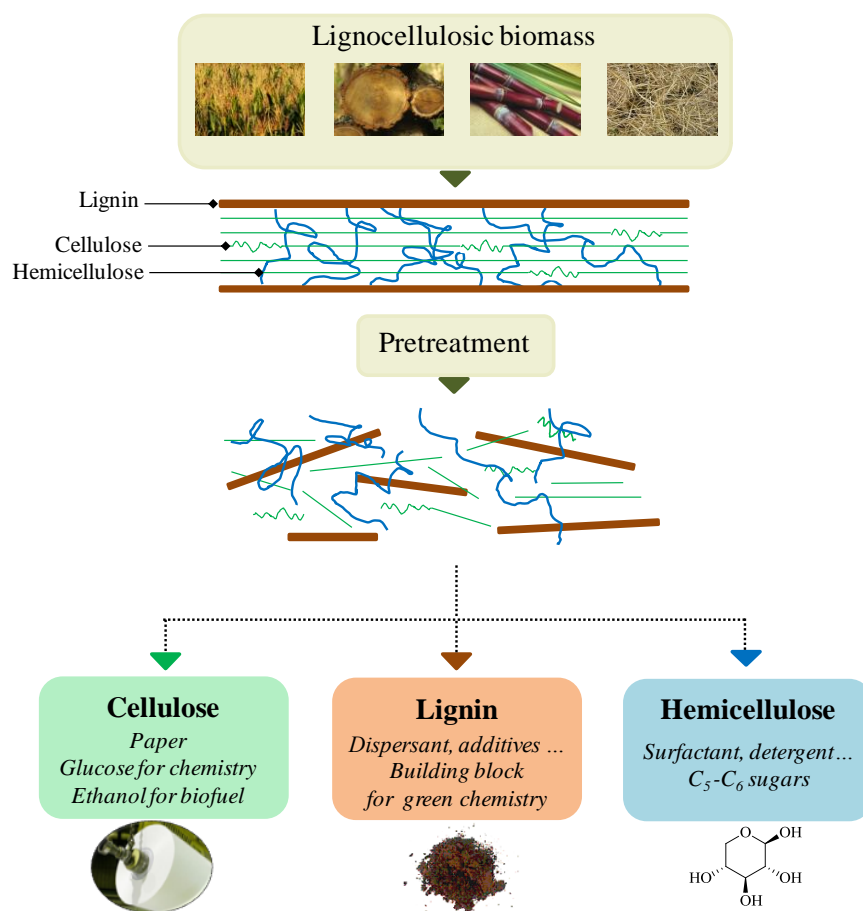 Lignocellulosic biomass
Lignin
Cellulose
Hemicellulose
Pretreatment
Cellulose
Paper
Glucose for chemistry
Ethanol for biofuel
Lignin
Dispersant, additives …
Building block
for green chemistry
Hemicellulose
Surfactant, detergent…
C5-C6 sugars
O
OH
HO
OH
OH